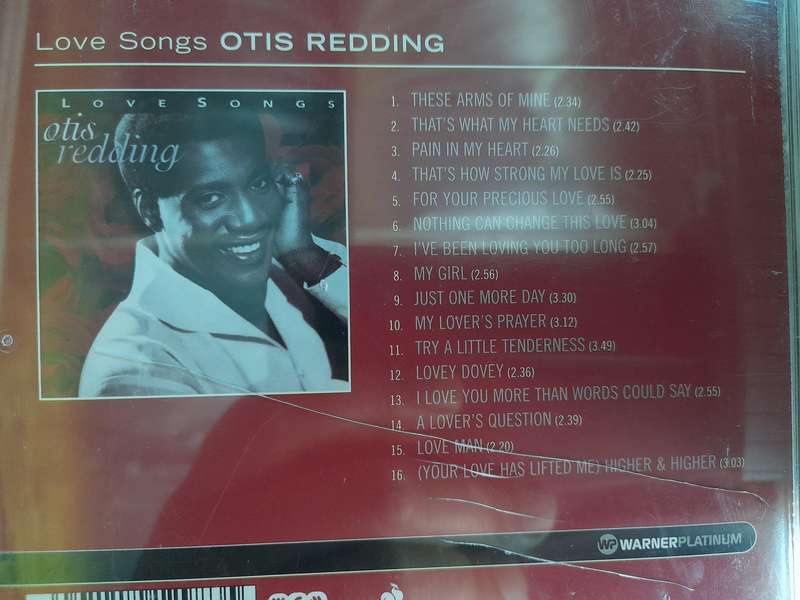 Love Songs OTIS REDDING
LOVE SONGS
otis
redding
1. THESE ARMS OF MINE (2.34)
2. THAT'S WHAT MY HEART NEEDS (2.42)
3. PAIN IN MY HEART (2.26)
4. THAT'S HOW STRONG MY LOVE IS (2.25)
5. FOR YOUR PRECIOUS LOVE (2.55)
6. NOTHING CAN CHANGE THIS LOVE (3.04)
7. I'VE BEEN LOVING YOU TOO LONG (2.57)
8. MY GIRL (2.56)
9. JUST ONE MORE DAY (3.30)
10. MY LOVER'S PRAYER (3.12)
11. TRY A LITTLE TENDERNESS (3.49)
12. LOVEY DOVEY (2.36)
13. I LOVE YOU MORE THAN WORDS COULD SAY (2.55)
14. A LOVER'S QUESTION (2.39)
15. LOVE MAN (2.20)
16. (YOUR LOVE HAS LIFTED ME) HIGHER & HIGHER (3.03)
WP WARNERPLATINUM